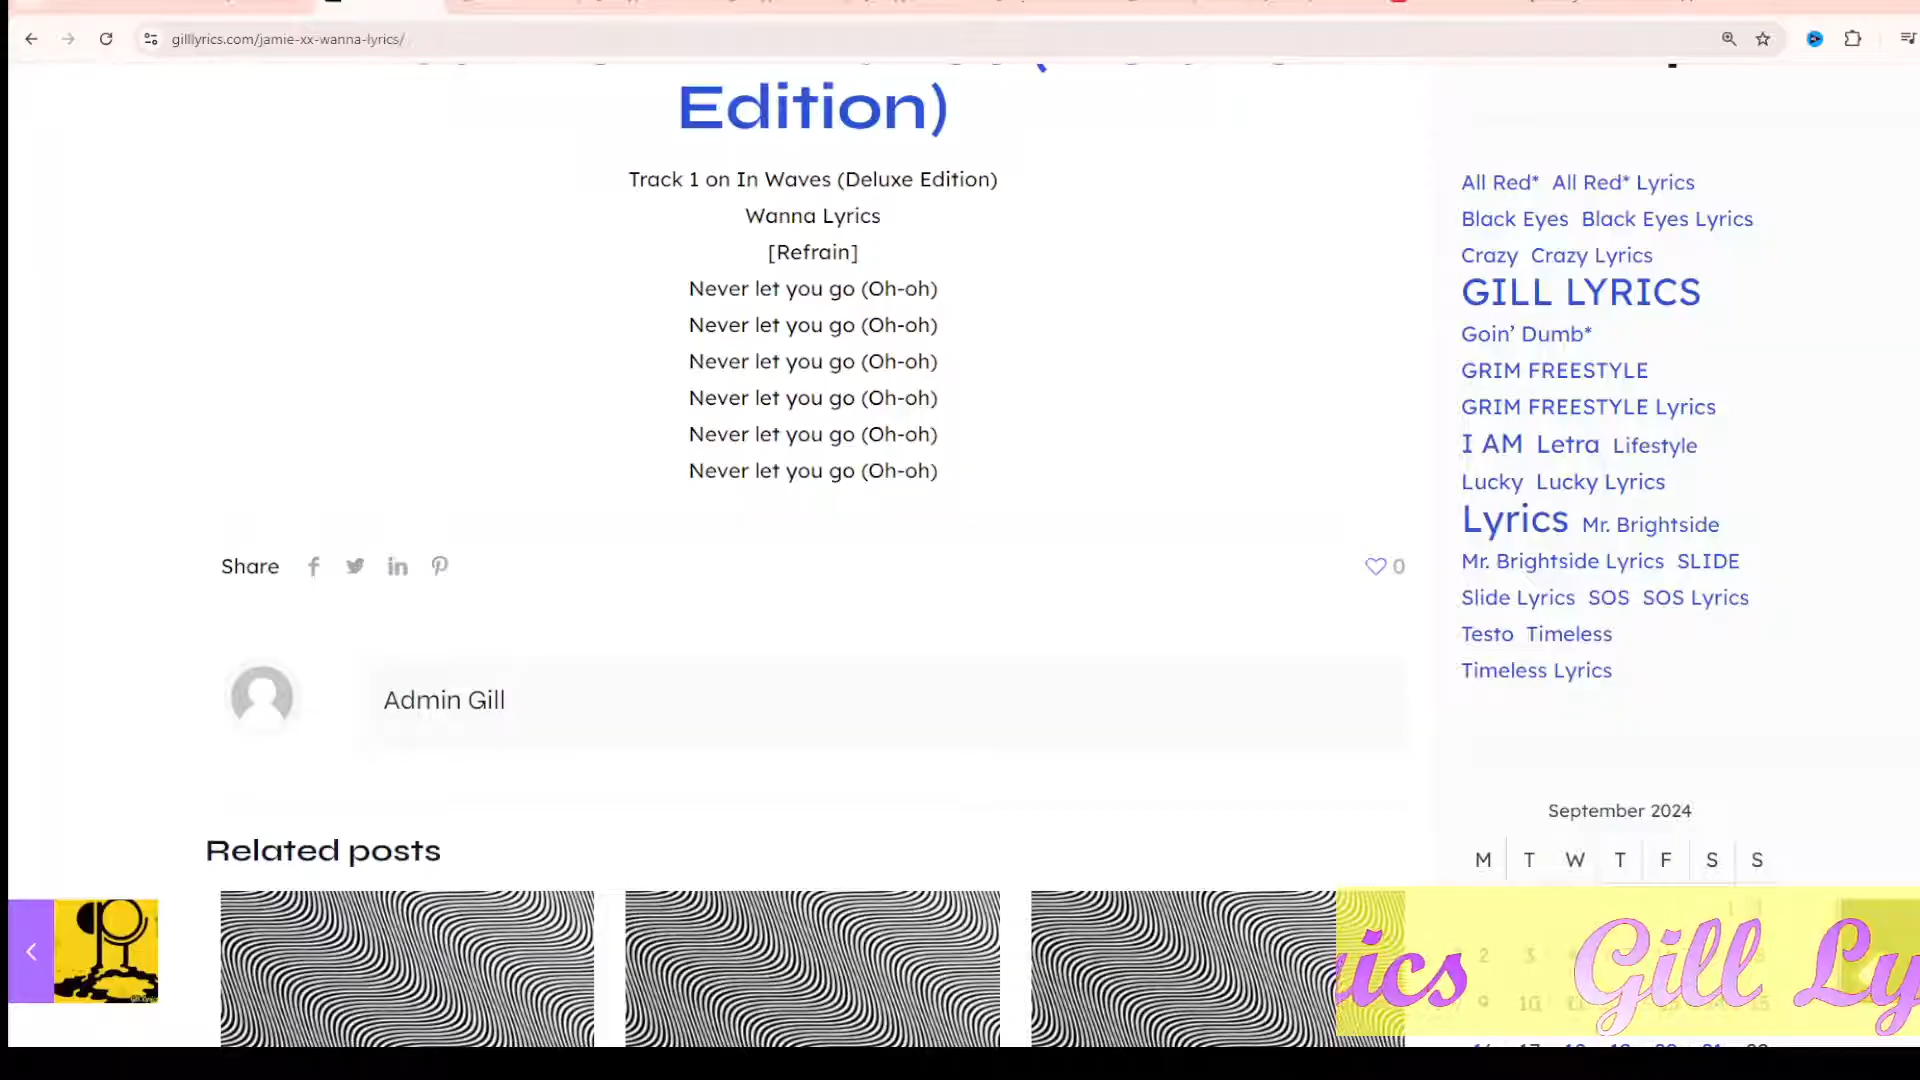 gilllyrics.com/jamie-xx-wanna-lyrics/
Edition)
Track 1 on In Waves (Deluxe Edition)
Wanna Lyrics
[Refrain]
Never let you go (Oh-oh)
Never let you go (Oh-oh)
Never let you go (Oh-oh)
Never let you go (Oh-oh)
Never let you go (Oh-oh)
Never let you go (Oh-oh)
Share
0
Admin Gill
Related posts
All Red* All Red* Lyrics
Black Eyes Black Eyes Lyrics
Crazy Crazy Lyrics
GILL LYRICS
Goin’ Dumb*
GRIM FREESTYLE
GRIM FREESTYLE Lyrics
I AM Letra Lifestyle
Lucky Lucky Lyrics
Lyrics Mr. Brightside
Mr. Brightside Lyrics SLIDE
Slide Lyrics SOS SOS Lyrics
Testo Timeless
Timeless Lyrics
September 2024
M T W T F S S
2 3
9 10
ics Gill Ly